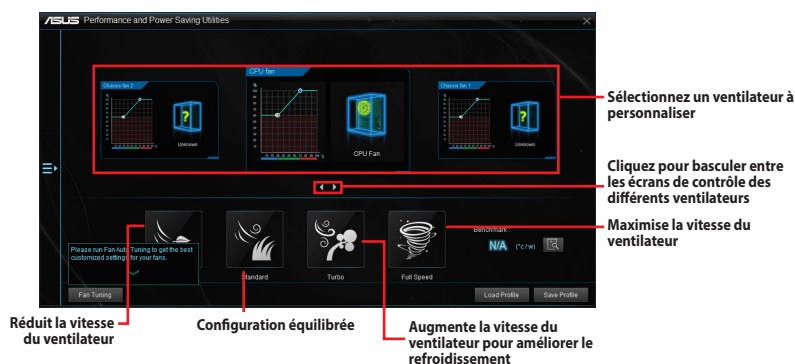 ASUS Performance and Power Saving Utilities
CPU fan
Chassis fan 2
Chassis fan 1
%
%
%
Unknown
CPU Fan
Unknown
Sélectionnez un ventilateur à
personnaliser
Cliquez pour basculer entre
les écrans de contrôle des
différents ventilateurs
Maximise la vitesse du
ventilateur
Benchmark :
N/A (°c / w)
Please run Fan Auto Tuning to get the best
customized settings for your fans.
Standard
Turbo
Full Speed
Fan Tuning
Load Profile
Save Profile
Réduit la vitesse
du ventilateur
Configuration équilibrée
Augmente la vitesse du
ventilateur pour améliorer le
refroidissement